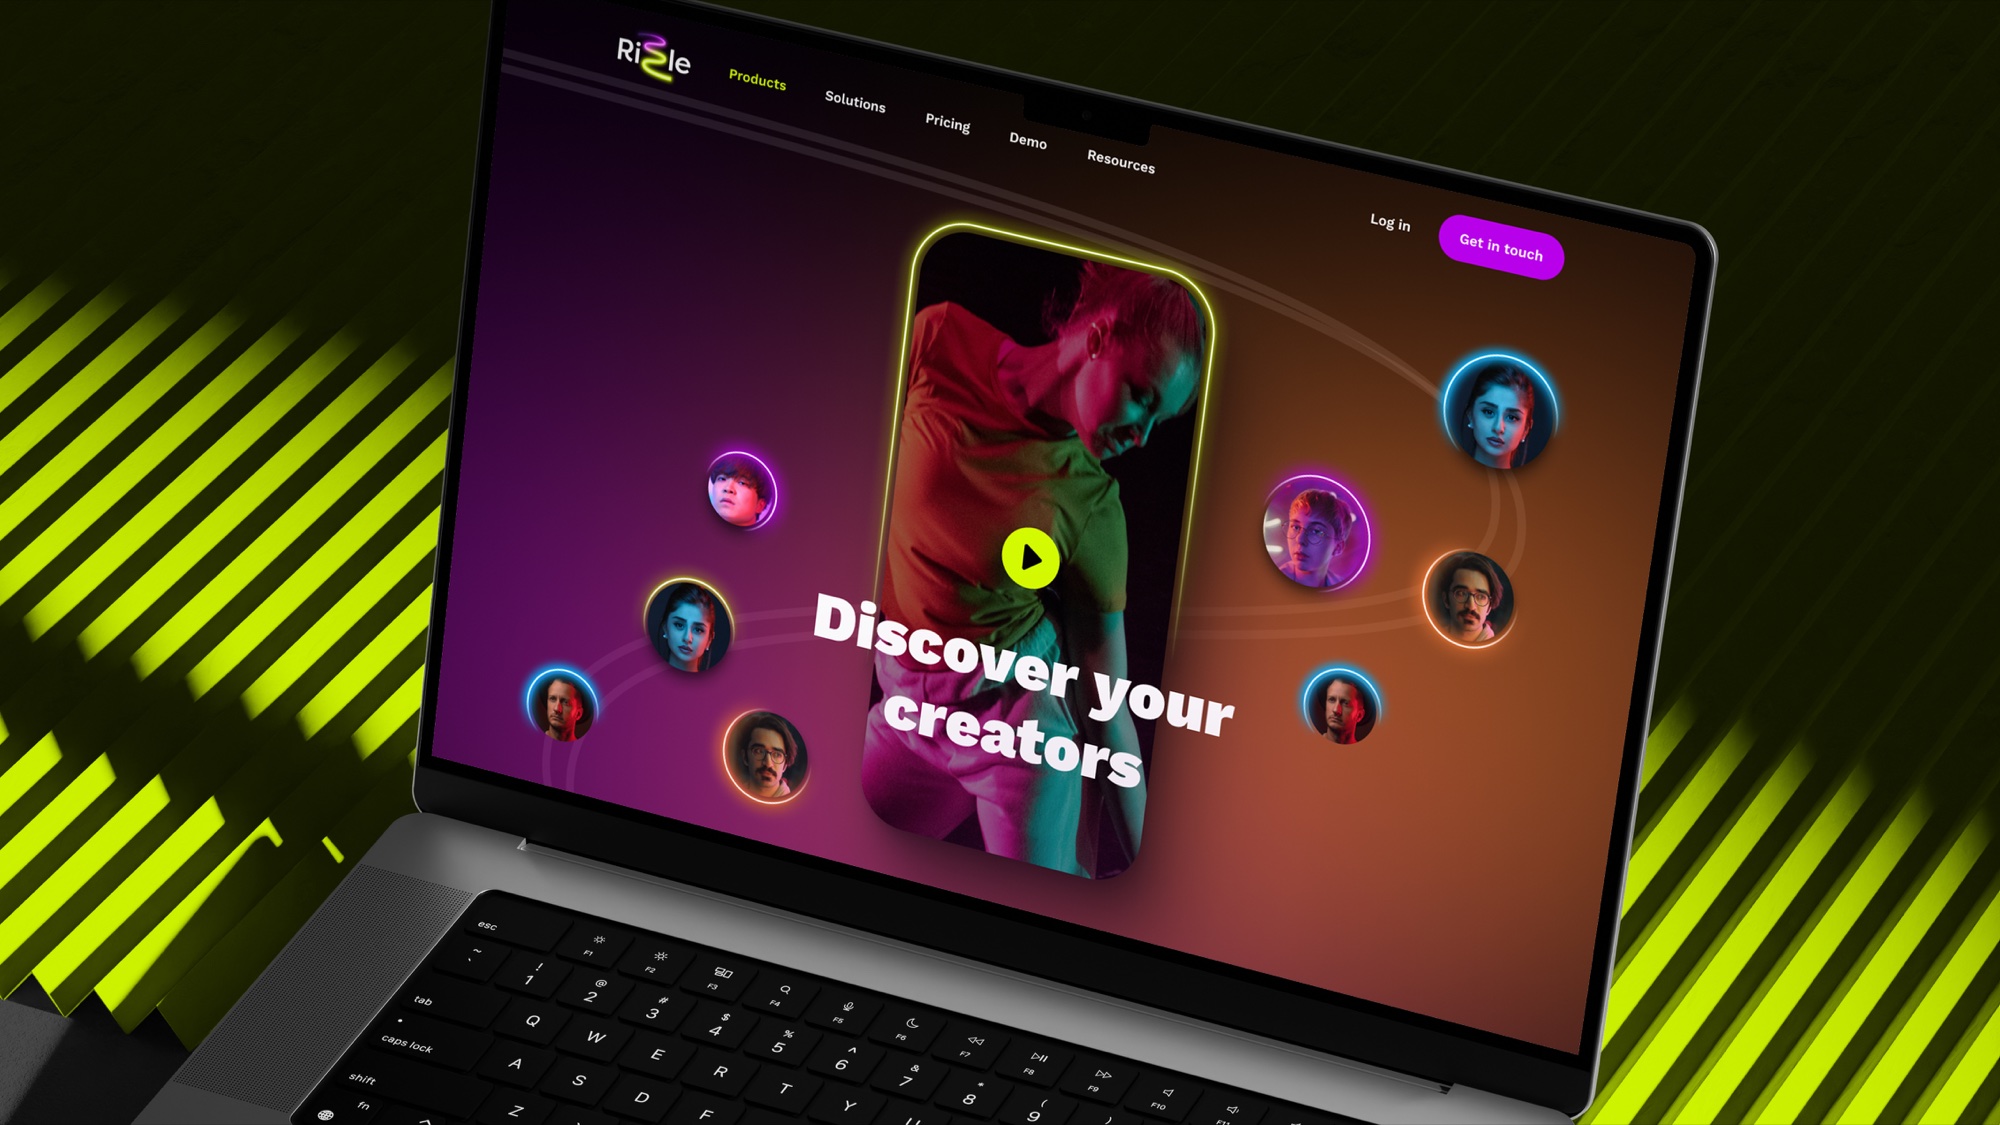 Rizzle
Products
Solutions
Pricing
Demo
Resources
Log in
Get in touch
Discover your
creators
esc
F1
F2
F3
F4
F5
F6
F7
F8
F9
F10
~
`
! 1
@ 2
# 3
$ 4
% 5
^ 6
& 7
* 8
( 9
tab
Q
W
E
R
T
Y
caps lock
A
S
D
F
shift
Z
fn